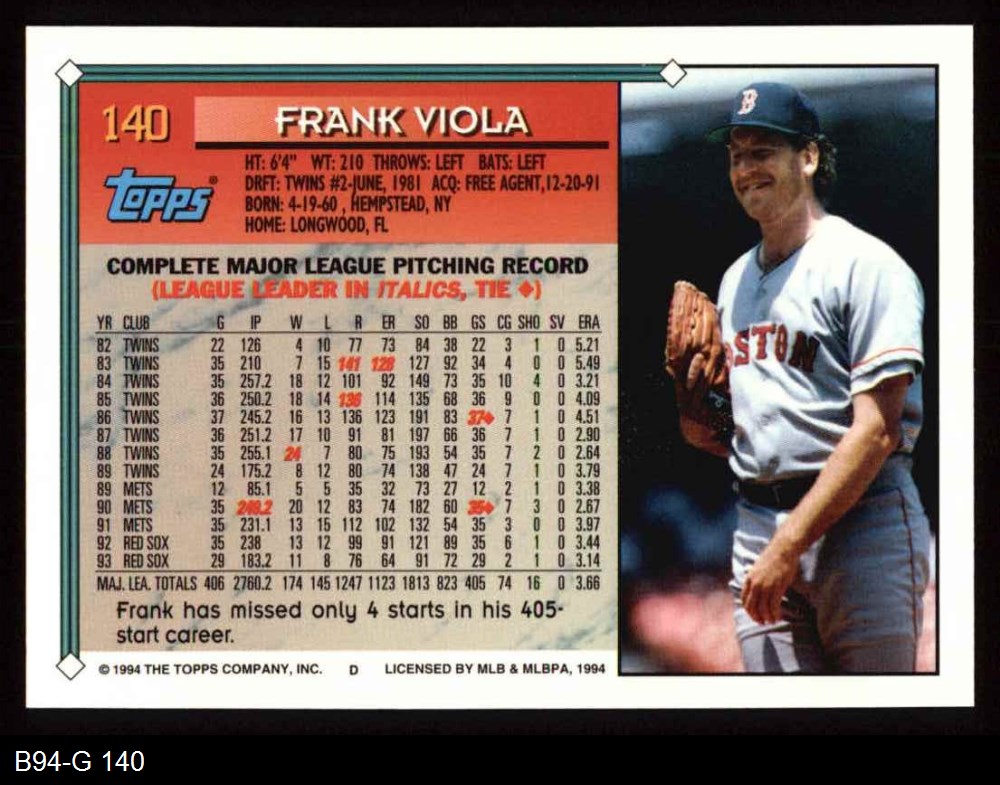 140 FRANK VIOLA
topps®
HT: 6'4" WT: 210 THROWS: LEFT BATS: LEFT
DRFT: TWINS #2-JUNE, 1981 ACQ: FREE AGENT, 12-20-91
BORN: 4-19-60 , HEMPSTEAD, NY
HOME: LONGWOOD, FL
B
BOSTON
COMPLETE MAJOR LEAGUE PITCHING RECORD
(LEAGUE LEADER IN ITALICS, TIE ◆)
YR CLUB G IP W L R ER SO BB GS CG SHO SV ERA
82 TWINS 22 126 4 10 77 73 84 38 22 3 1 0 5.21
83 TWINS 35 210 7 15 141 128 127 92 34 4 0 0 5.49
84 TWINS 35 257.2 18 12 101 92 149 73 35 10 4 0 3.21
85 TWINS 36 250.2 18 14 136 114 135 68 36 9 0 0 4.09
86 TWINS 37 245.2 16 13 136 123 191 83 37◆ 7 1 0 4.51
87 TWINS 36 251.2 17 10 91 81 197 66 36 7 1 0 2.90
88 TWINS 35 255.1 24 7 80 75 193 54 35 7 2 0 2.64
89 TWINS 24 175.2 8 12 80 74 138 47 24 7 1 0 3.79
89 METS 12 85.1 5 5 35 32 73 27 12 2 1 0 3.38
90 METS 35 249.2 20 12 83 74 182 60 35◆ 7 3 0 2.67
91 METS 35 231.1 13 15 112 102 132 54 35 3 0 0 3.97
92 RED SOX 35 238 13 12 99 91 121 89 35 6 1 0 3.44
93 RED SOX 29 183.2 11 8 76 64 91 72 29 2 1 0 3.14
MAJ. LEA. TOTALS 406 2760.2 174 145 1247 1123 1813 823 405 74 16 0 3.66
Frank has missed only 4 starts in his 405-
start career.
© 1994 THE TOPPS COMPANY, INC. D LICENSED BY MLB & MLBPA, 1994
B94-G 140